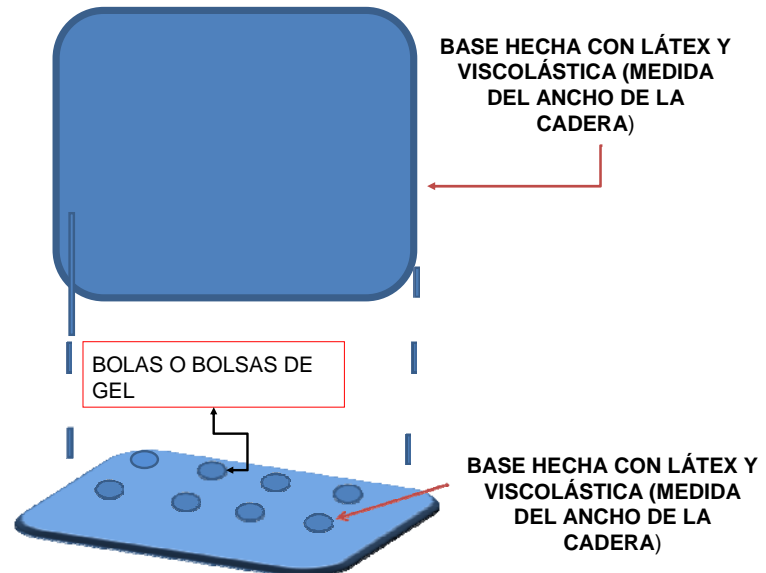 BASE HECHA CON LÁTEX Y
VISCOLÁSTICA (MEDIDA
DEL ANCHO DE LA
CADERA)
BOLAS O BOLSAS DE
GEL
BASE HECHA CON LÁTEX Y
VISCOLÁSTICA (MEDIDA
DEL ANCHO DE LA
CADERA)